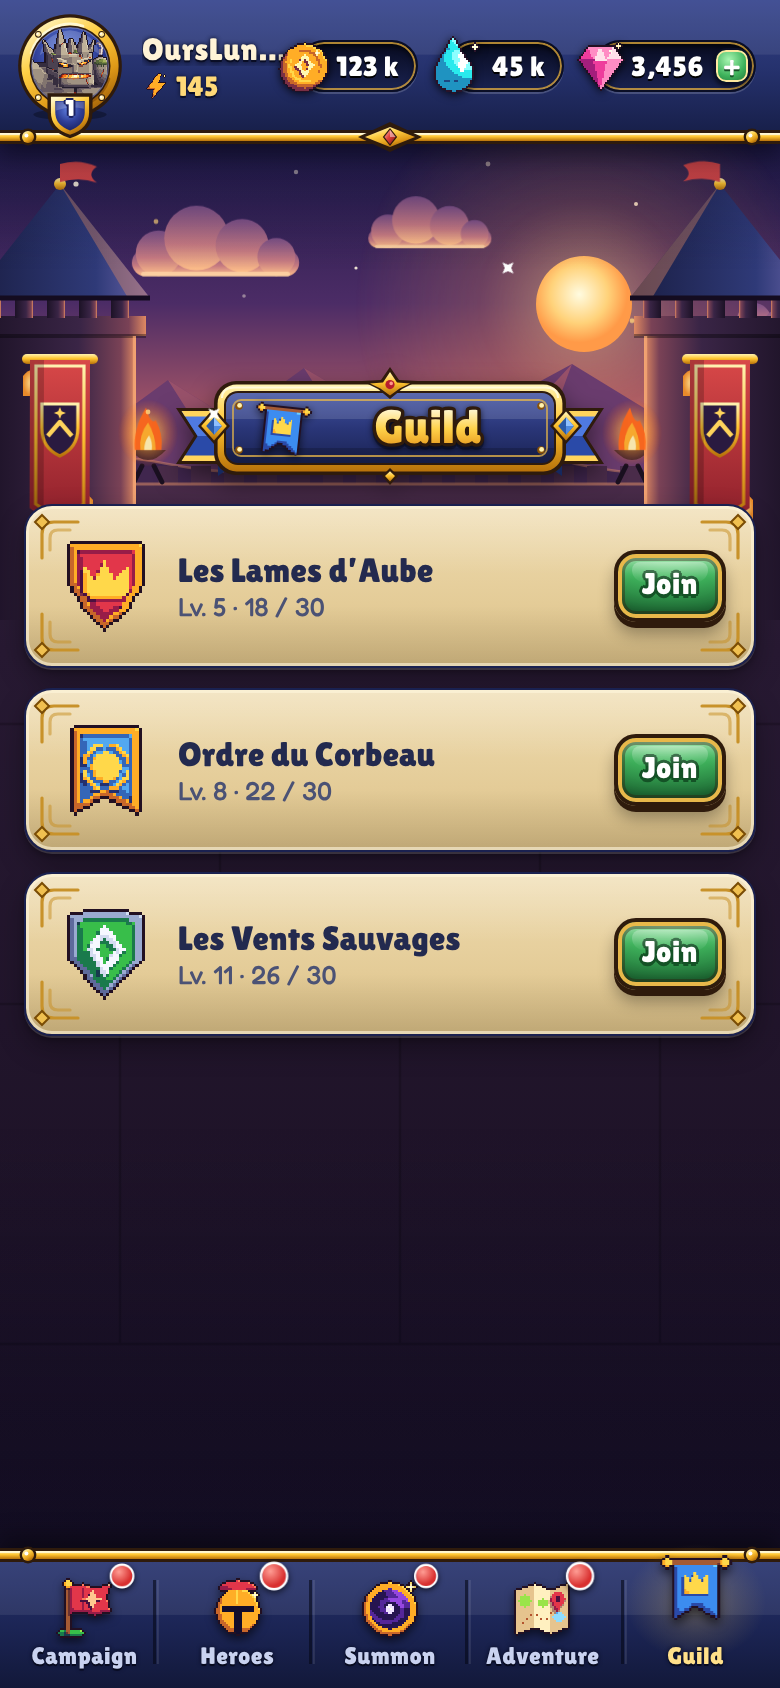 OursLun...
145
1
123 k
45 k
3,456
+
Guild
Les Lames d'Aube
Lv. 5 · 18 / 30
Join
Ordre du Corbeau
Lv. 8 · 22 / 30
Join
Les Vents Sauvages
Lv. 11 · 26 / 30
Join
Campaign
Heroes
Summon
Adventure
Guild